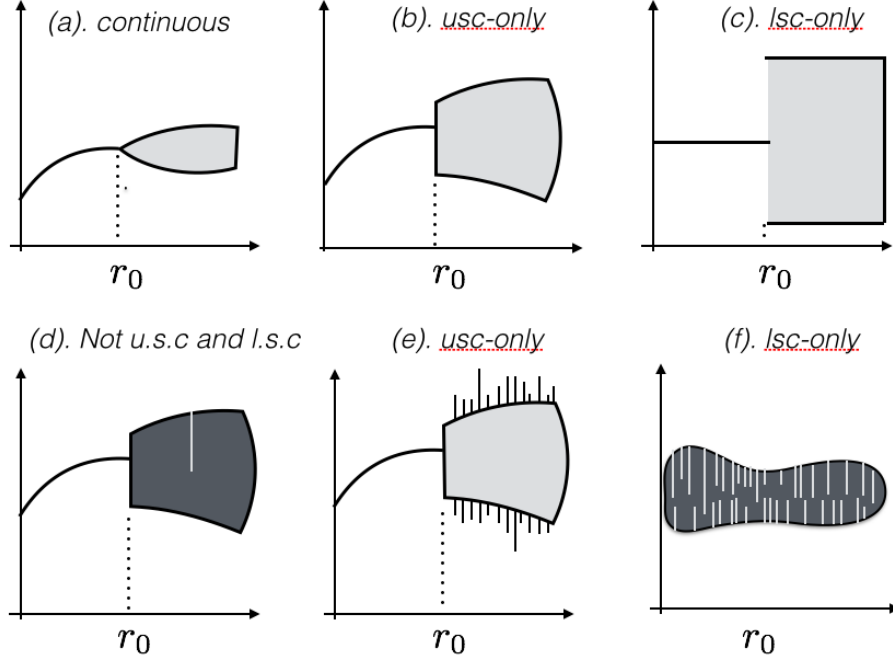 (a). continuous
(b). usc-only
(c). lsc-only
r₀
r₀
r₀
(d). Not u.s.c and l.s.c
(e). usc-only
(f). lsc-only
r₀
r₀
r₀